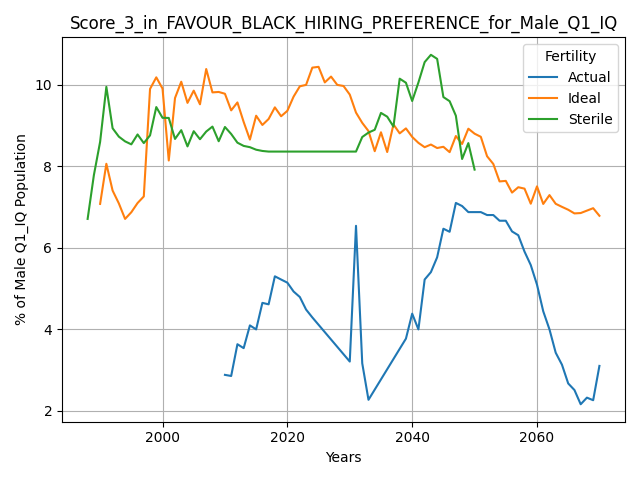 Score_3_in_FAVOUR_BLACK_HIRING_PREFERENCE_for_Male_Q1_IQ
Fertility
Actual
Ideal
Sterile
% of Male Q1_IQ Population
10
8
6
4
2
2000 2020 2040 2060
Years